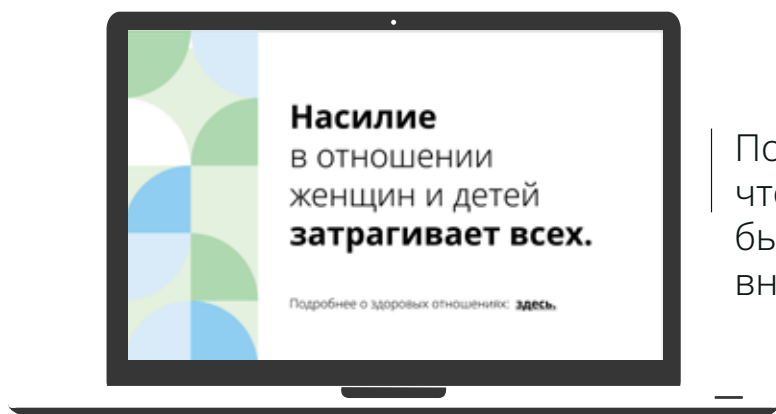 Насилие
в отношении
женщин и детей
затрагивает всех.
Подробнее о здоровых отношениях: здесь.